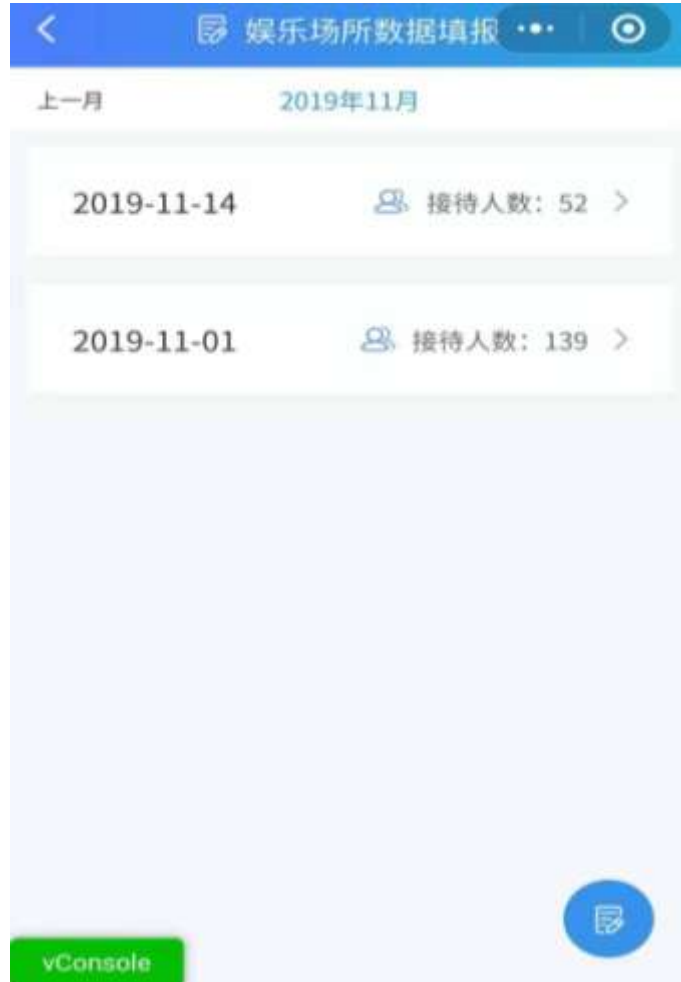 娱乐场所数据填报
上一月 2019年11月
2019-11-14 接待人数：52
2019-11-01 接待人数：139
vConsole